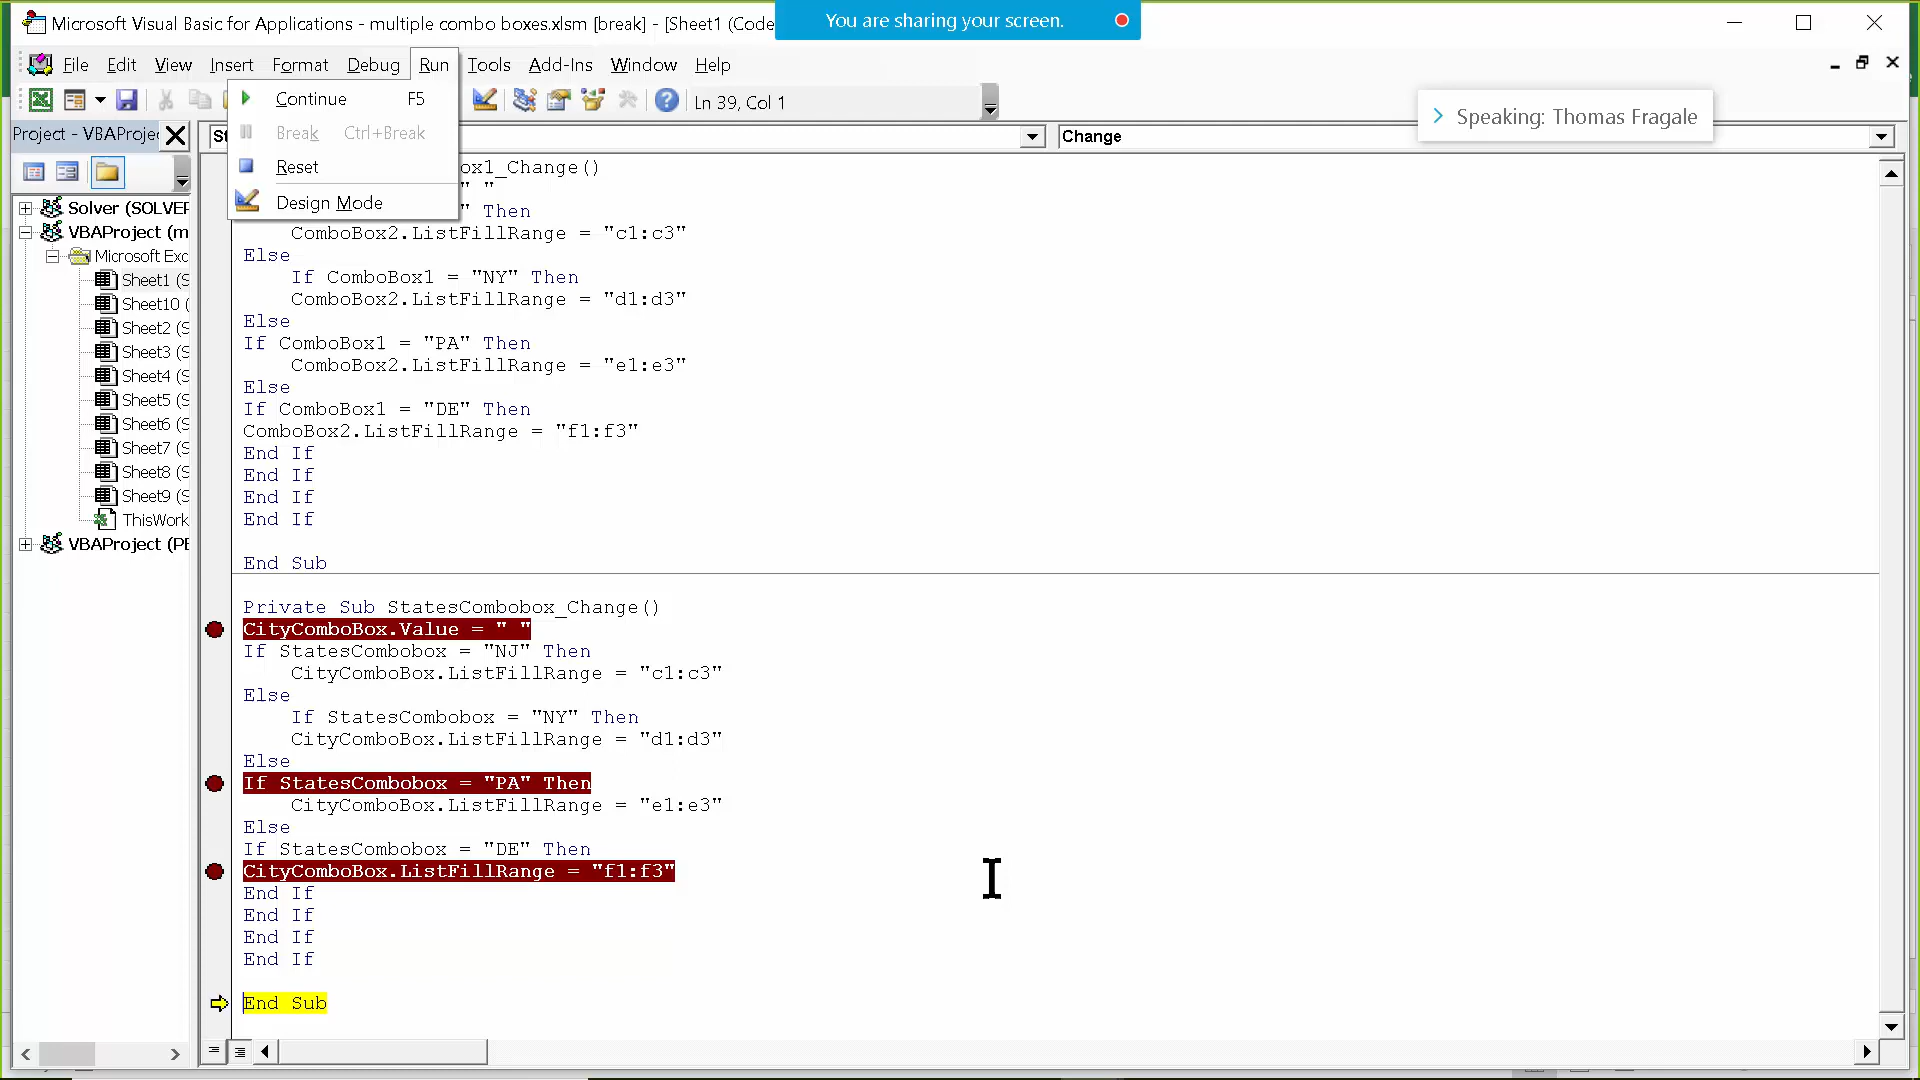 Microsoft Visual Basic for Applications - multiple combo boxes.xlsm [break] - [Sheet1 (Code
You are sharing your screen.
File Edit View Insert Format Debug Run Tools Add-Ins Window Help
Continue F5
Ln 39, Col 1
Speaking: Thomas Fragale
Break Ctrl+Break
Project - VBAProje
St
Change
Reset
Design Mode
ox1_Change()
" "
" Then
ComboBox2.ListFillRange = "c1:c3"
Else
If ComboBox1 = "NY" Then
ComboBox2.ListFillRange = "d1:d3"
Else
If ComboBox1 = "PA" Then
ComboBox2.ListFillRange = "e1:e3"
Else
If ComboBox1 = "DE" Then
ComboBox2.ListFillRange = "f1:f3"
End If
End If
End If
End If
End Sub
Private Sub StatesCombobox_Change()
CityComboBox.Value = " "
If StatesCombobox = "NJ" Then
CityComboBox.ListFillRange = "c1:c3"
Else
If StatesCombobox = "NY" Then
CityComboBox.ListFillRange = "d1:d3"
Else
If StatesCombobox = "PA" Then
CityComboBox.ListFillRange = "e1:e3"
Else
If StatesCombobox = "DE" Then
CityComboBox.ListFillRange = "f1:f3"
End If
End If
End If
End If
End Sub
Solver (SOLVER
VBAProject (m
Microsoft Exc
Sheet1 (S
Sheet10 (
Sheet2 (S
Sheet3 (S
Sheet4 (S
Sheet5 (S
Sheet6 (S
Sheet7 (S
Sheet8 (S
Sheet9 (S
ThisWork
VBAProject (PE